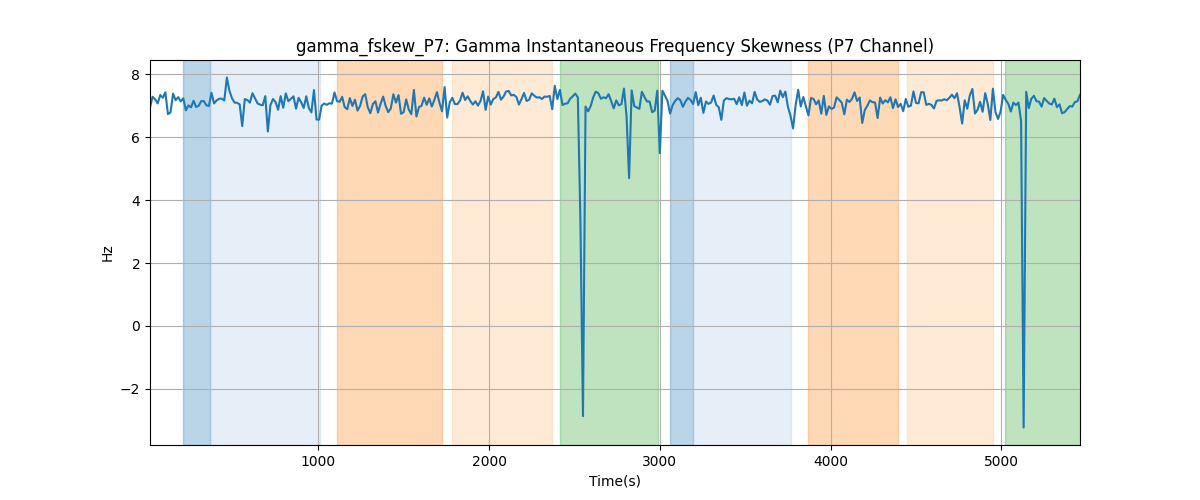 gamma_fskew_P7: Gamma Instantaneous Frequency Skewness (P7 Channel)
8
6
4
2
0
−2
Hz
1000 2000 3000 4000 5000
Time(s)